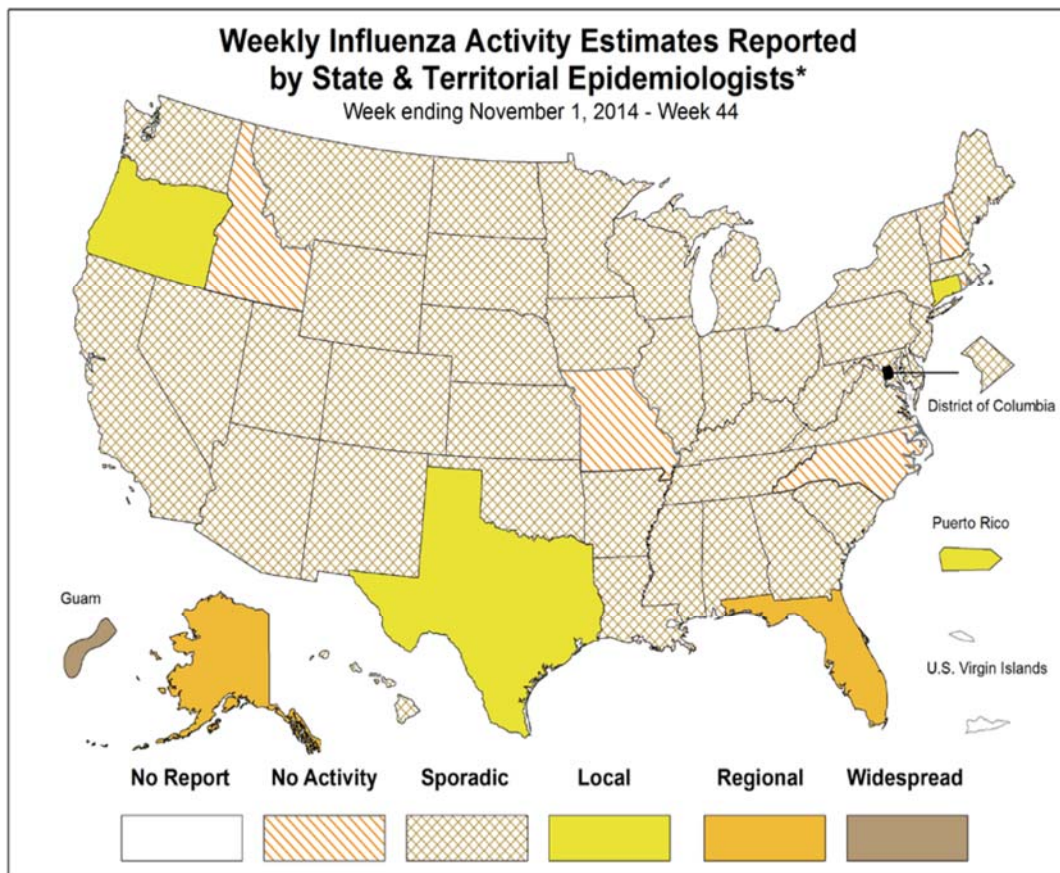 Weekly Influenza Activity Estimates Reported
by State & Territorial Epidemiologists*
Week ending November 1, 2014 - Week 44
District of Columbia
Puerto Rico
Guam
U.S. Virgin Islands
No Report No Activity Sporadic Local Regional Widespread